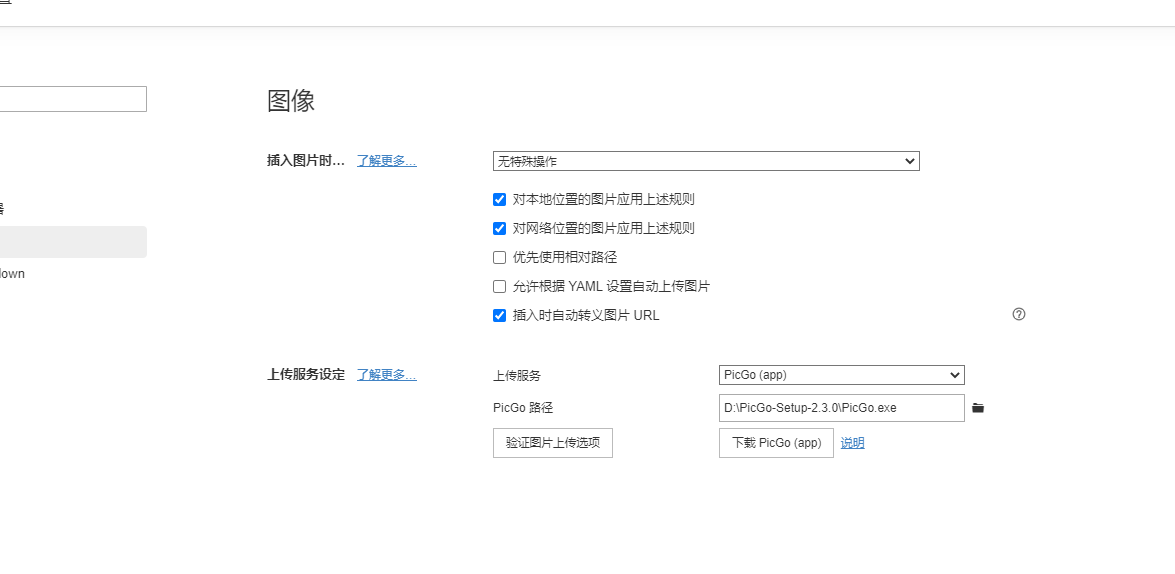 图像
插入图片时... 了解更多... 无特殊操作
对本地位置的图片应用上述规则
对网络位置的图片应用上述规则
优先使用相对路径
down
允许根据 YAML 设置自动上传图片
插入时自动转义图片 URL
上传服务设定 了解更多... 上传服务 PicGo (app)
PicGo 路径 D:\PicGo-Setup-2.3.0\PicGo.exe
验证图片上传选项 下载 PicGo (app) 说明